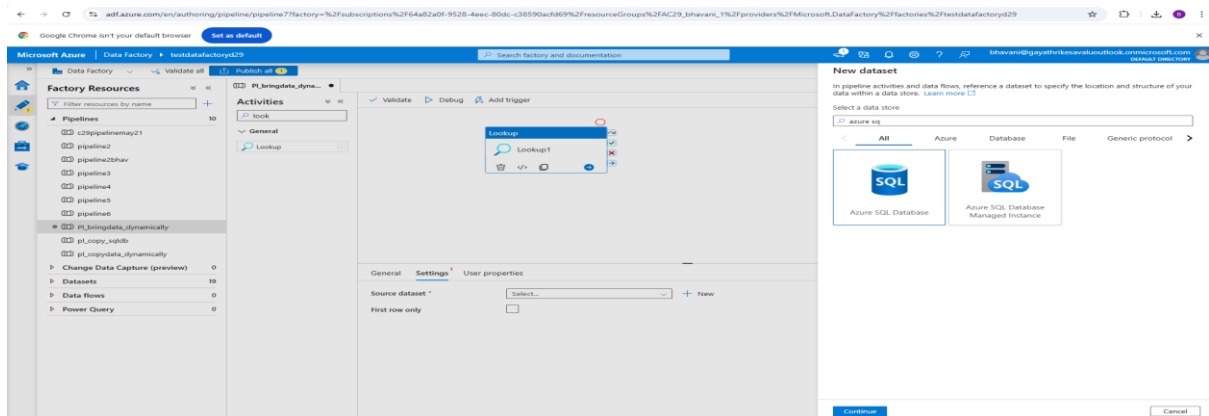 adf.azure.com/en/authoring/pipeline/pipeline7?factory=%2Fsubscriptions%2F64a82a0f-9528-4eec-80dc-c38590acfd69%2FresourceGroups%2FAC29_bhavani_1%2Fproviders%2FMicrosoft.DataFactory%2Ffactories%2Ftestdatafactoryd29
Google Chrome isn't your default browser Set as default
Microsoft Azure | Data Factory ▸ testdatafactoryd29 Search factory and documentation bhavani@gayathrikesavaluoutlook.onmicrosoft.com
DEFAULT DIRECTORY
Data Factory Validate all Publish all 1
Factory Resources
Filter resources by name
Pipelines 10
c29pipelinemay21
pipeline2
pipeline2bhav
pipeline3
pipeline4
pipeline5
pipeline6
Pl_bringdata_dynamically
pl_copy_sqldb
pl_copydata_dynamically
Change Data Capture (preview) 0
Datasets 19
Data flows 0
Power Query 0
Pl_bringdata_dyna...
Activities
look
General
Lookup
Validate Debug Add trigger
Lookup
Lookup1
General Settings 1 User properties
Source dataset * Select... + New
First row only
New dataset
In pipeline activities and data flows, reference a dataset to specify the location and structure of your
data within a data store. Learn more
Select a data store
azure sq
All Azure Database File Generic protocol
SQL
Azure SQL Database
SQL
Azure SQL Database
Managed Instance
Continue Cancel